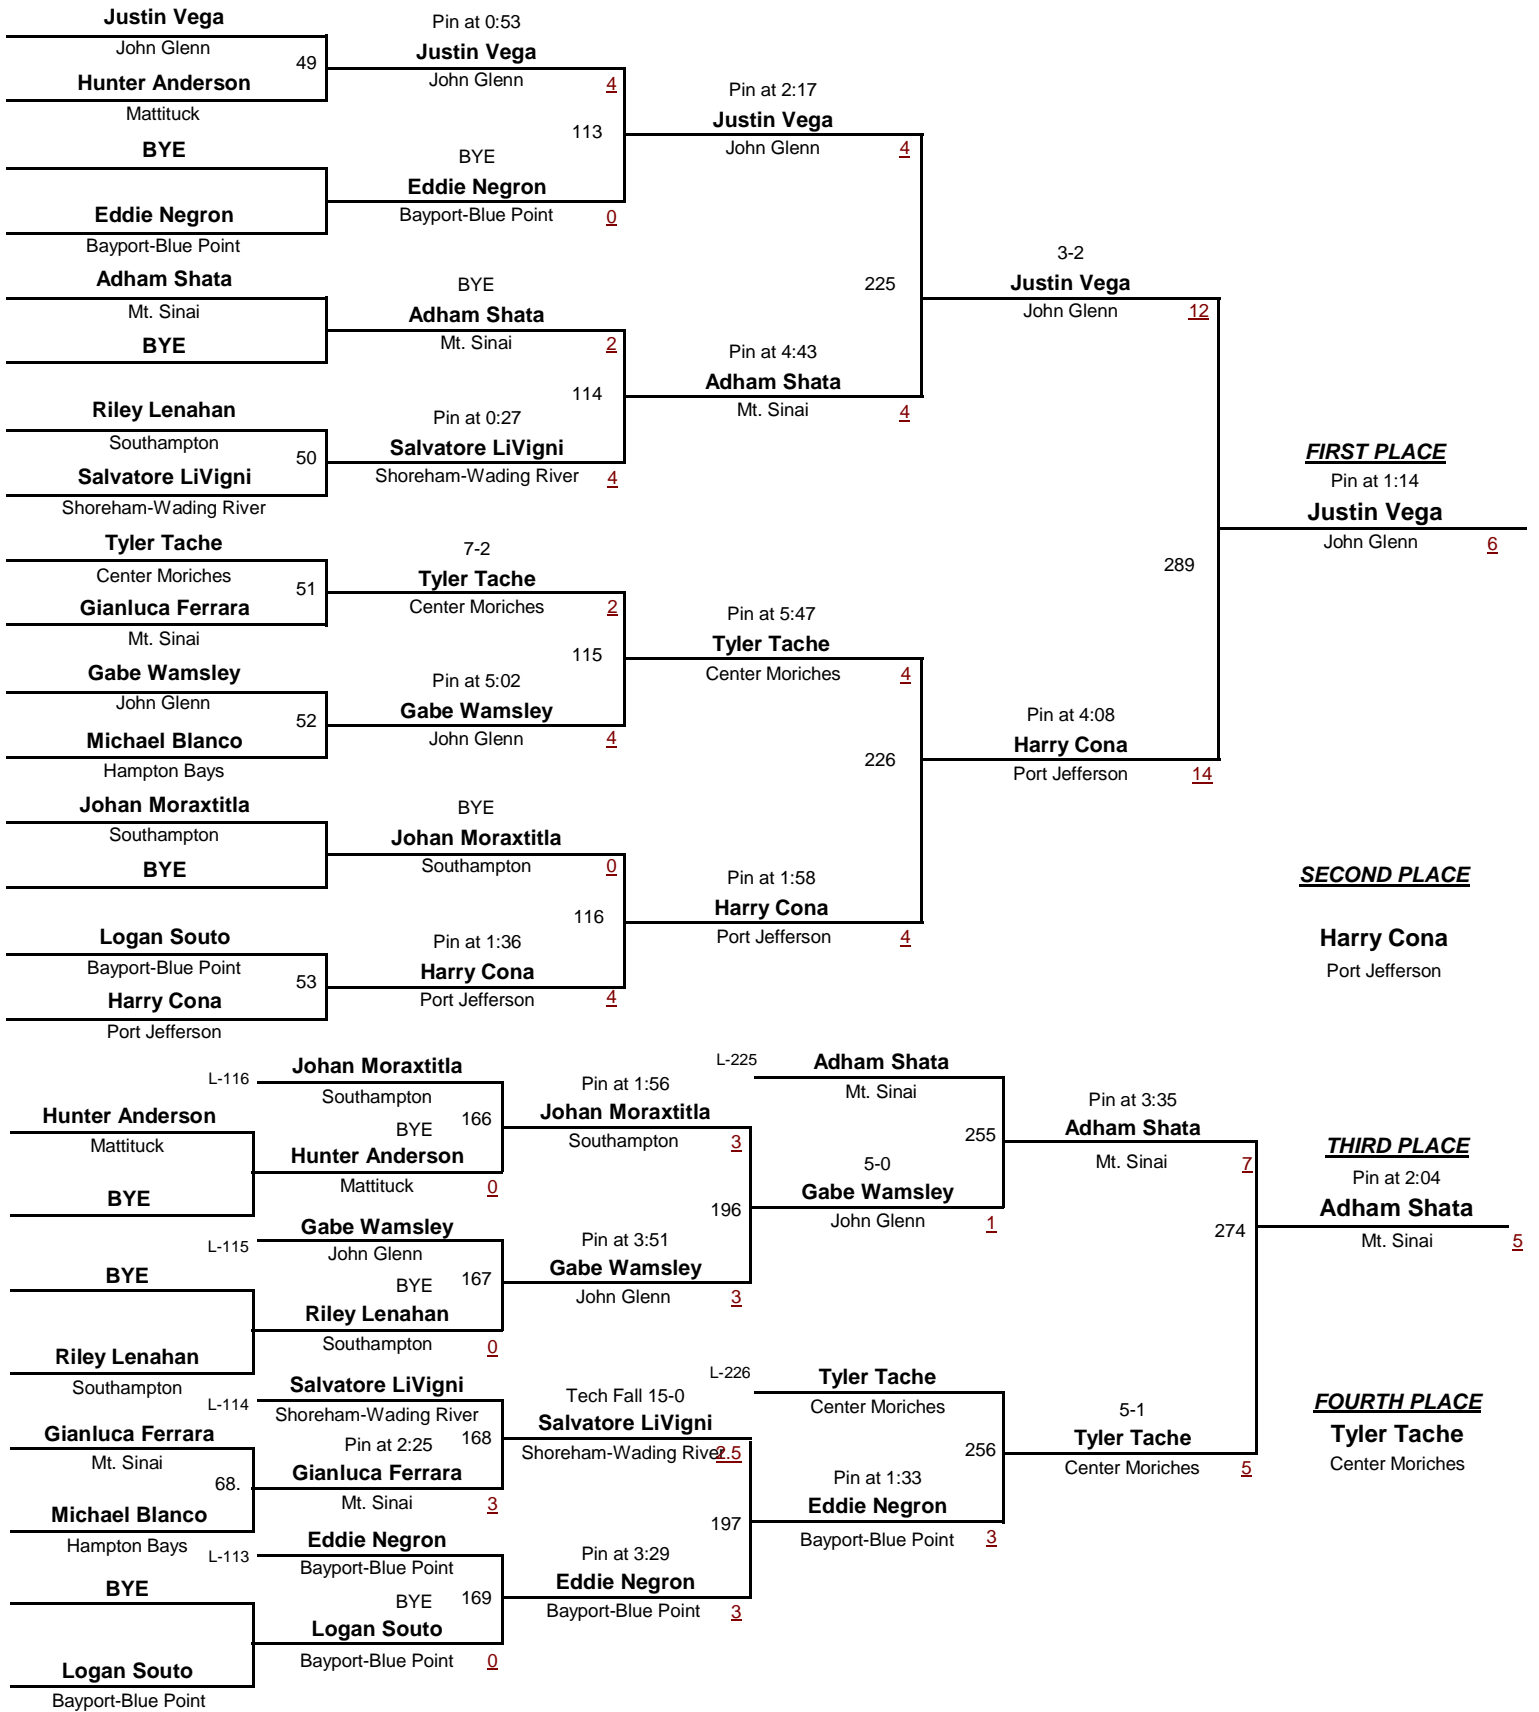 Justin Vega
John Glenn
49
Hunter Anderson
Mattituck
BYE
Eddie Negron
Bayport-Blue Point
Adham Shata
Mt. Sinai
BYE
Riley Lenahan
Southampton
50
Salvatore LiVigni
Shoreham-Wading River
Tyler Tache
Center Moriches
51
Gianluca Ferrara
Mt. Sinai
Gabe Wamsley
John Glenn
52
Michael Blanco
Hampton Bays
Johan Moraxtitla
Southampton
BYE
Logan Souto
Bayport-Blue Point
53
Harry Cona
Port Jefferson
Pin at 0:53
Justin Vega
John Glenn 4
113
BYE
Eddie Negron
Bayport-Blue Point 0
BYE
Adham Shata
Mt. Sinai 2
114
Pin at 0:27
Salvatore LiVigni
Shoreham-Wading River 4
7-2
Tyler Tache
Center Moriches 2
115
Pin at 5:02
Gabe Wamsley
John Glenn 4
BYE
Johan Moraxtitla
Southampton 0
116
Pin at 1:36
Harry Cona
Port Jefferson 4
Pin at 2:17
Justin Vega
John Glenn 4
225
Pin at 4:43
Adham Shata
Mt. Sinai 4
Pin at 5:47
Tyler Tache
Center Moriches 4
226
Pin at 1:58
Harry Cona
Port Jefferson 4
3-2
Justin Vega
John Glenn 12
289
Pin at 4:08
Harry Cona
Port Jefferson 14
FIRST PLACE
Pin at 1:14
Justin Vega
John Glenn 6
SECOND PLACE
Harry Cona
Port Jefferson
Hunter Anderson
Mattituck
BYE
BYE
Riley Lenahan
Southampton
Gianluca Ferrara
Mt. Sinai
68.
Michael Blanco
Hampton Bays
BYE
Logan Souto
Bayport-Blue Point
L-116
Johan Moraxtitla
Southampton
166
BYE
Hunter Anderson
Mattituck 0
L-115
Gabe Wamsley
John Glenn
167
BYE
Riley Lenahan
Southampton 0
L-114
Salvatore LiVigni
Shoreham-Wading River
168
Pin at 2:25
Gianluca Ferrara
Mt. Sinai 3
L-113
Eddie Negron
Bayport-Blue Point
169
BYE
Logan Souto
Bayport-Blue Point 0
Pin at 1:56
Johan Moraxtitla
Southampton 3
196
Pin at 3:51
Gabe Wamsley
John Glenn 3
Tech Fall 15-0
Salvatore LiVigni
Shoreham-Wading River 2.5
197
Pin at 3:29
Eddie Negron
Bayport-Blue Point 3
L-225
Adham Shata
Mt. Sinai
255
5-0
Gabe Wamsley
John Glenn 1
L-226
Tyler Tache
Center Moriches
256
Pin at 1:33
Eddie Negron
Bayport-Blue Point 3
Pin at 3:35
Adham Shata
Mt. Sinai 7
274
5-1
Tyler Tache
Center Moriches 5
THIRD PLACE
Pin at 2:04
Adham Shata
Mt. Sinai 5
FOURTH PLACE
Tyler Tache
Center Moriches